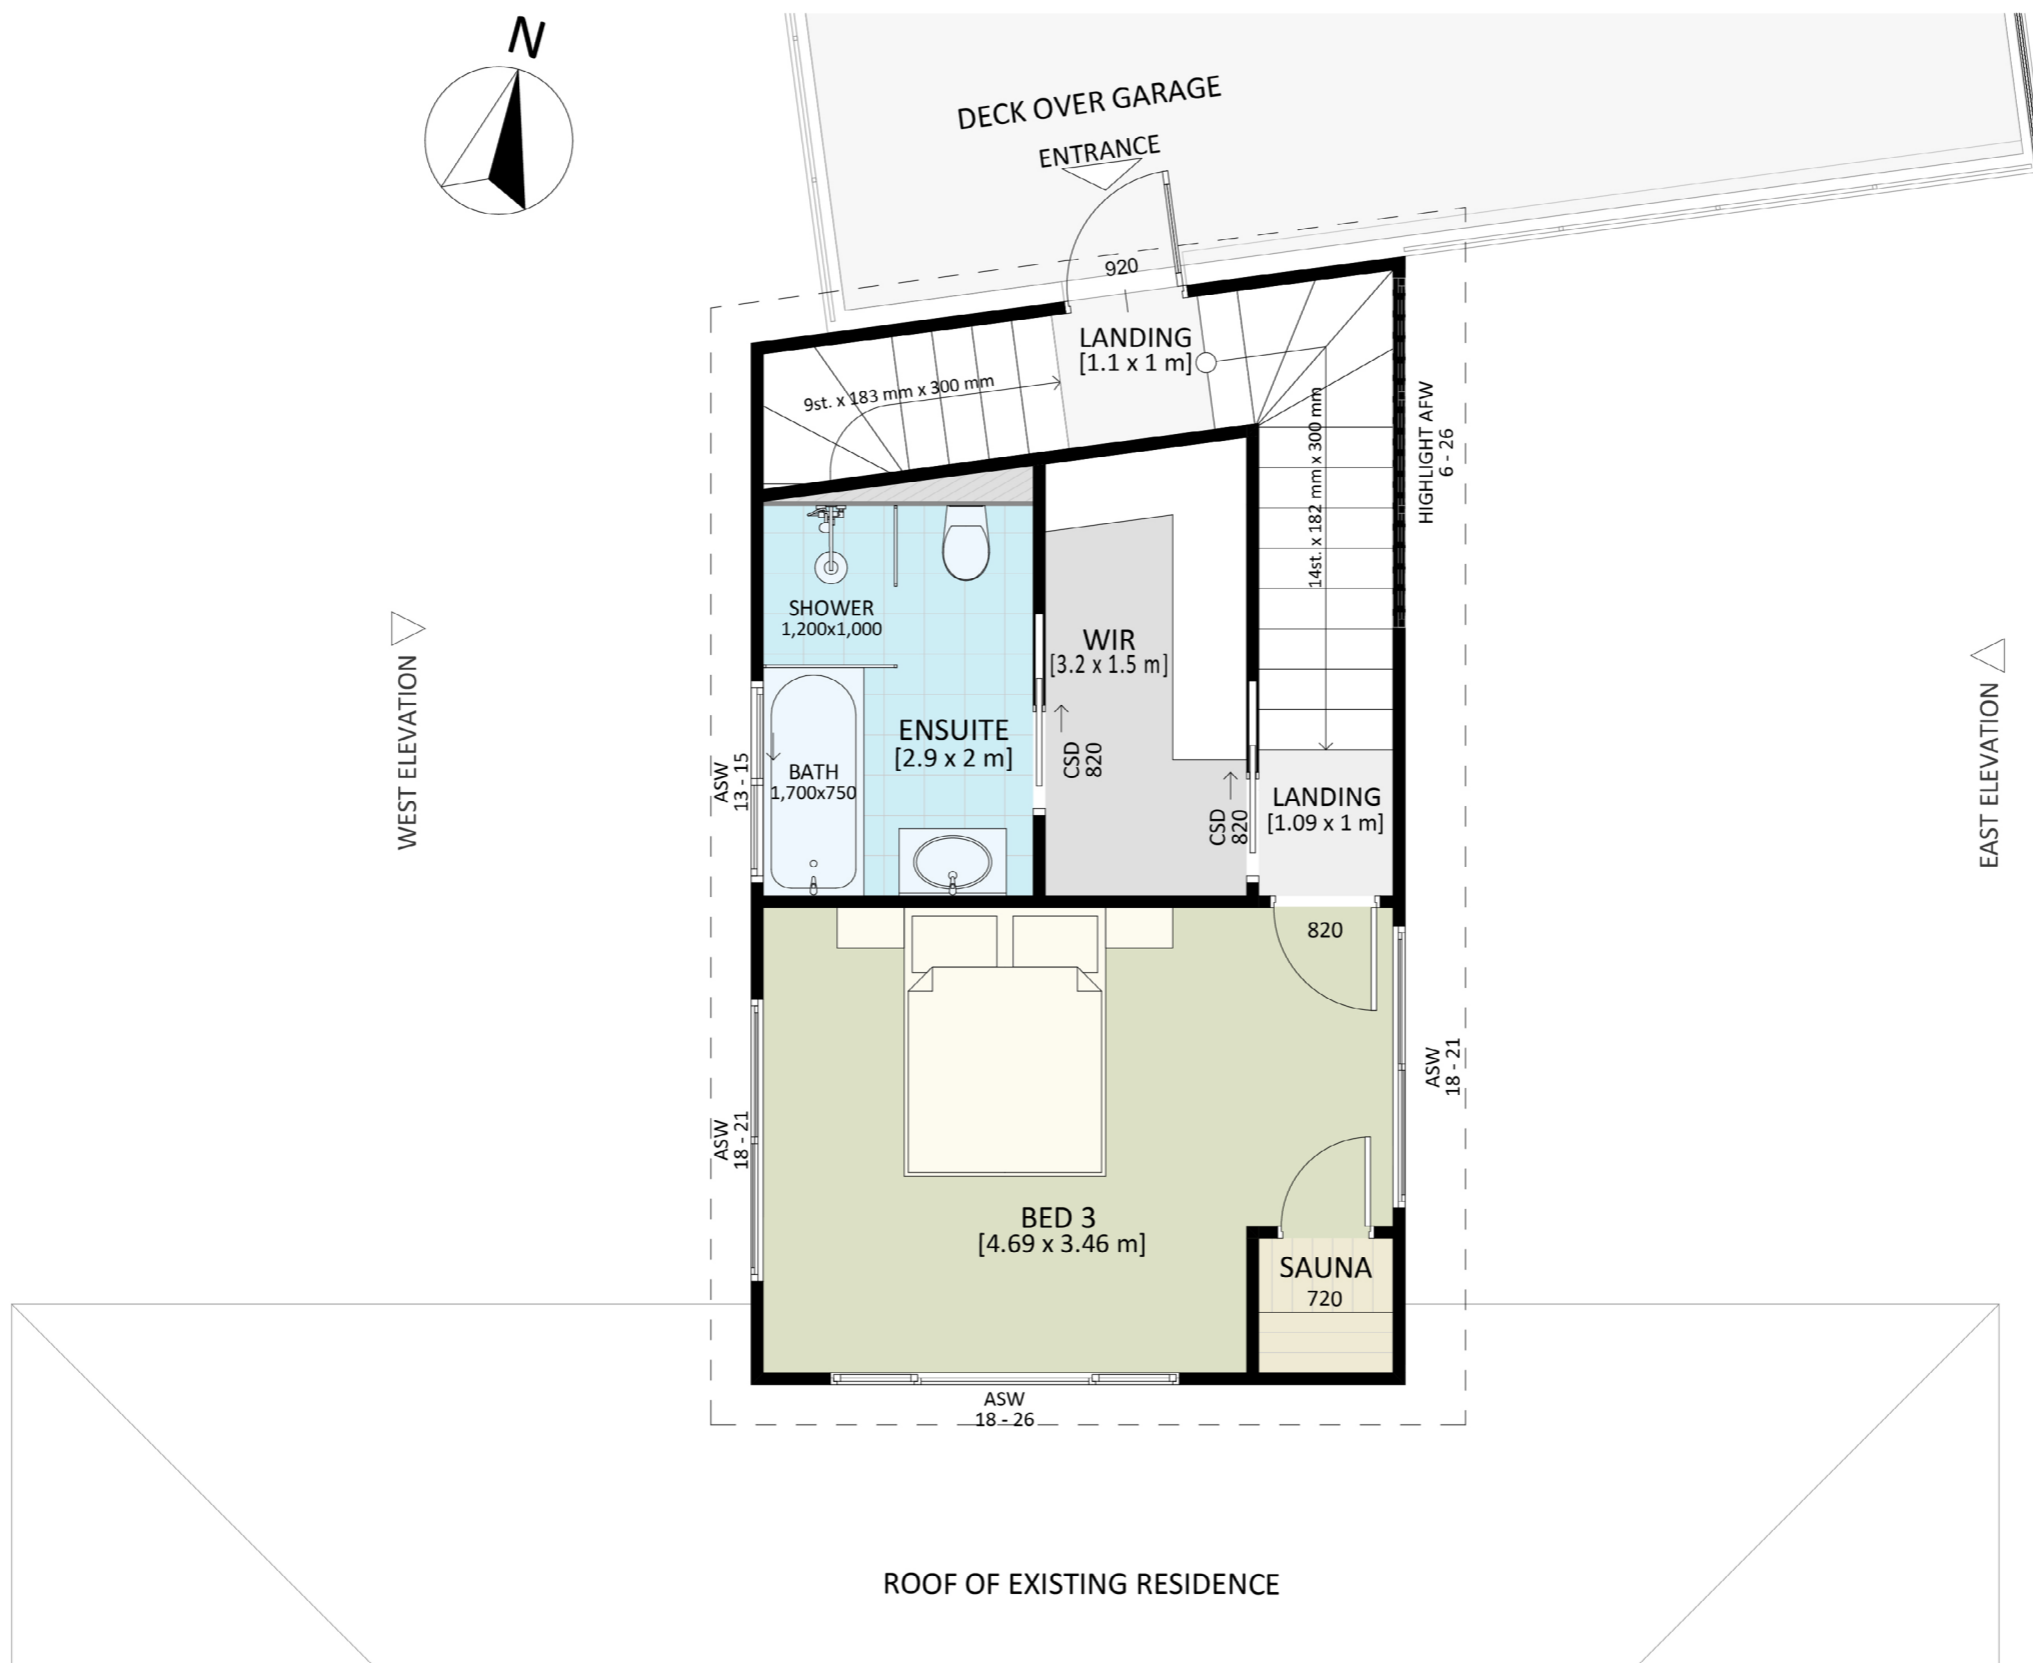 N
DECK OVER GARAGE
ENTRANCE
920
LANDING
[1.1 x 1 m]
9st. x 183 mm x 300 mm
14st. x 182 mm x 300 mm
HIGHLIGHT AFW
6 - 26
SHOWER
1,200x1,000
WIR
[3.2 x 1.5 m]
WEST ELEVATION
EAST ELEVATION
ENSUITE
[2.9 x 2 m]
CSD
820
ASW
13 - 15
BATH
1,700x750
CSD
820
LANDING
[1.09 x 1 m]
820
ASW
18 - 21
ASW
18 - 21
BED 3
[4.69 x 3.46 m]
SAUNA
720
ASW
18 - 26
ROOF OF EXISTING RESIDENCE